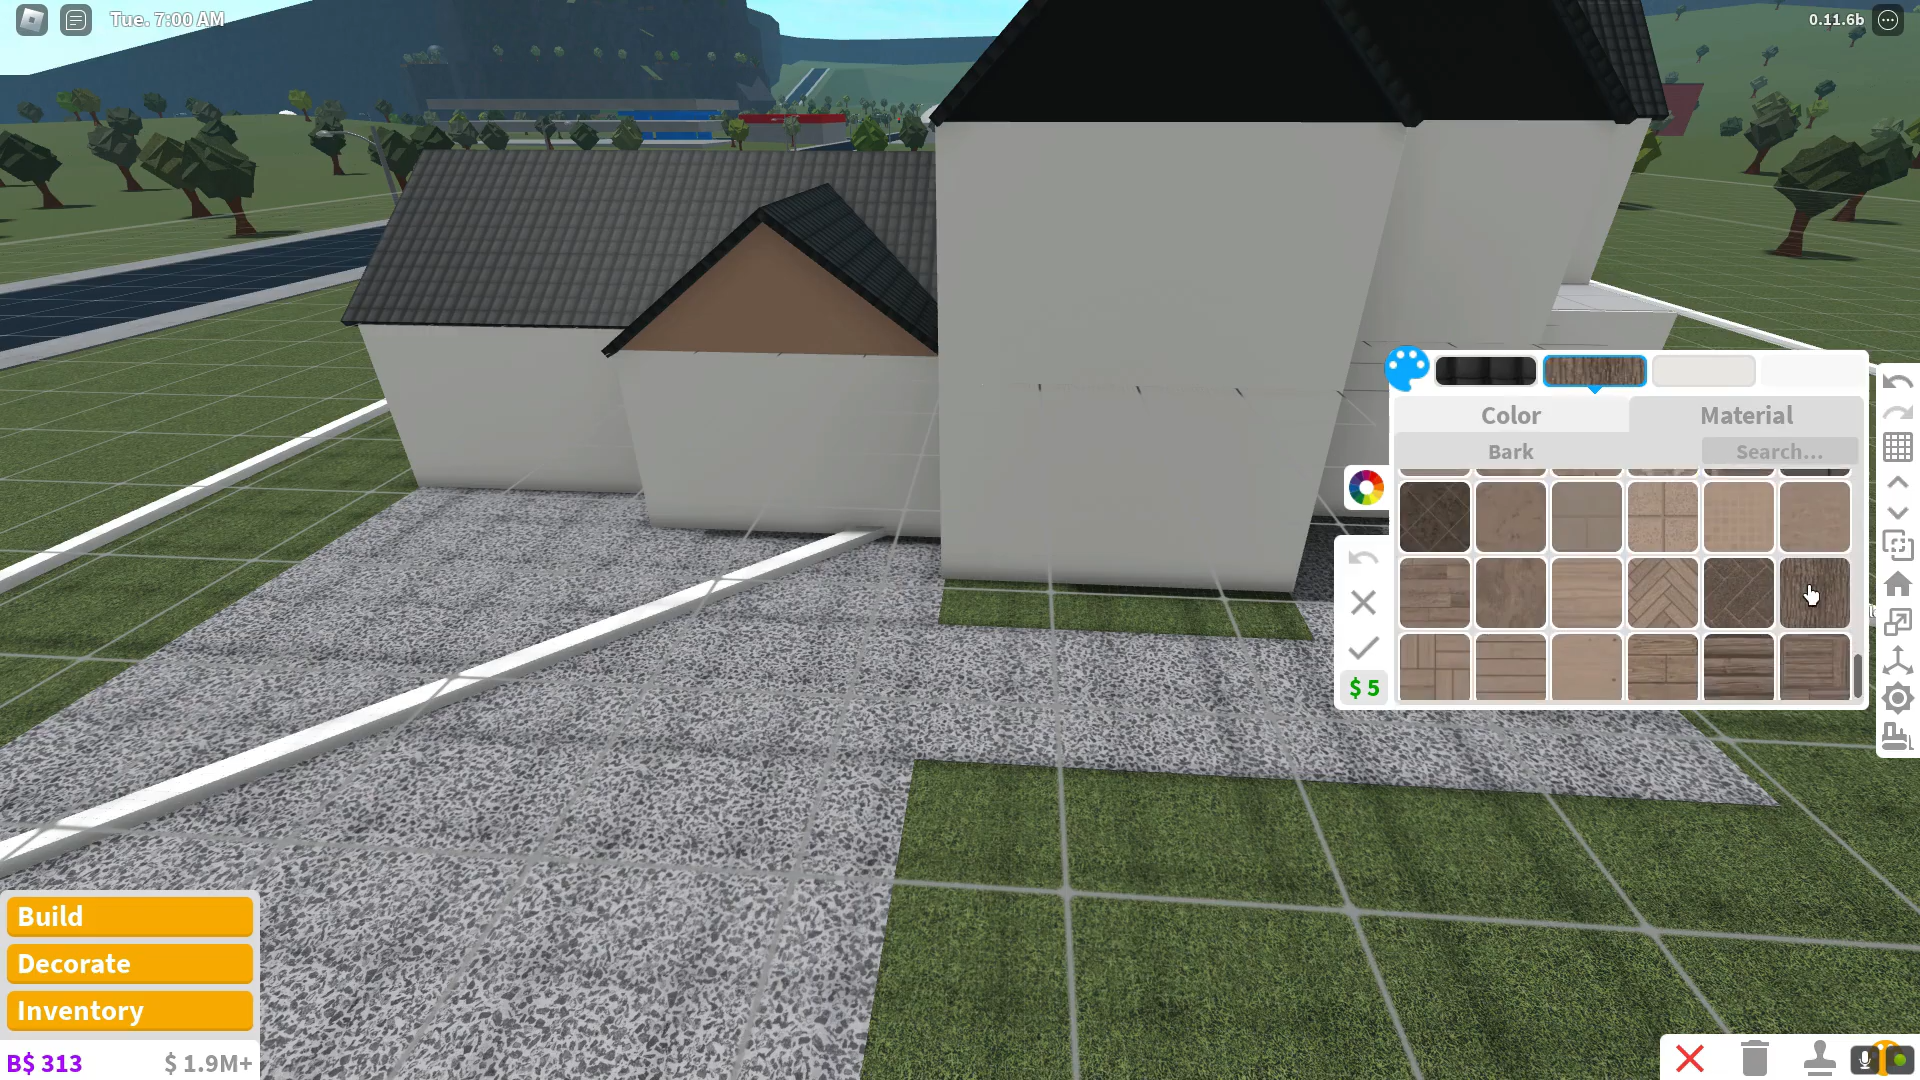 Tue. 7:00 AM
0.11.6b
Color
Material
Bark
Search...
$ 5
Build
Decorate
Inventory
B$ 313
$ 1.9M+